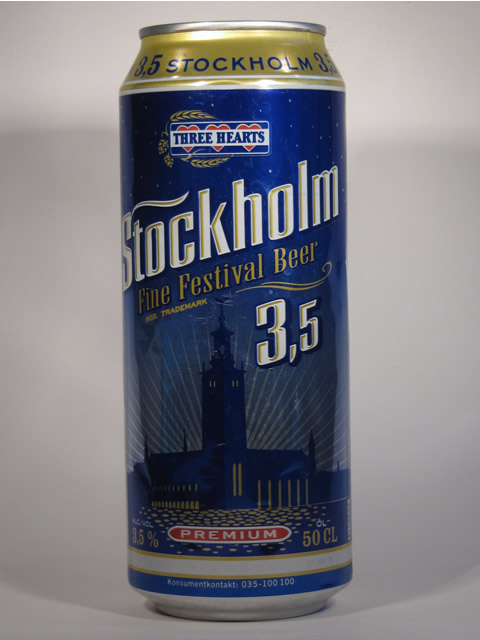 3,5 STOCKHOLM 3,5
THREE HEARTS
Stockholm
Fine Festival Beer
REG. TRADEMARK
3,5
ALC/VOL
3.5 %
PREMIUM
ÖL
50 CL
Konsumentkontakt: 035-100 100